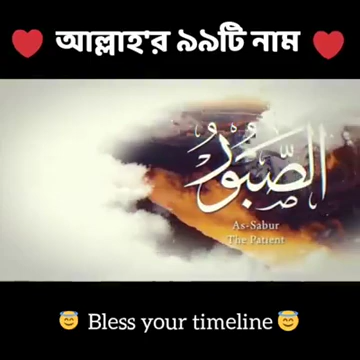 ❤️ আল্লাহ'র ৯৯টি নাম ❤️
الصَّبُورُ
As-Sabur
The Patient
😇 Bless your timeline 😇